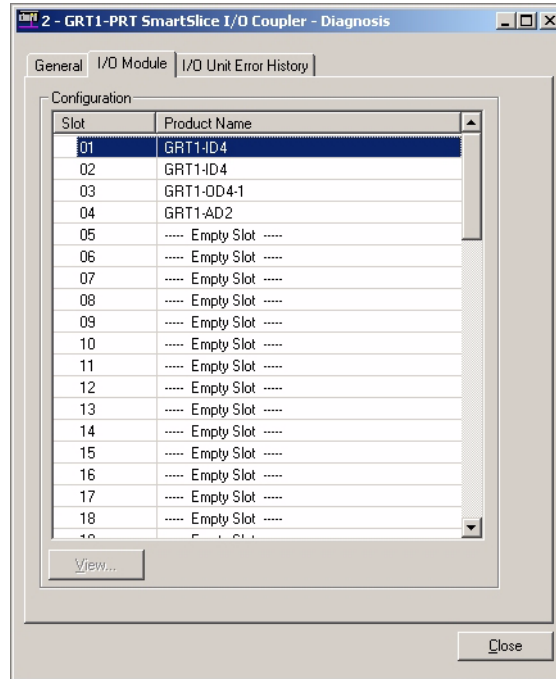 2 - GRT1-PRT SmartSlice I/O Coupler - Diagnosis
General I/O Module I/O Unit Error History
Configuration
Slot Product Name
01 GRT1-ID4
02 GRT1-ID4
03 GRT1-OD4-1
04 GRT1-AD2
05 ----- Empty Slot -----
06 ----- Empty Slot -----
07 ----- Empty Slot -----
08 ----- Empty Slot -----
09 ----- Empty Slot -----
10 ----- Empty Slot -----
11 ----- Empty Slot -----
12 ----- Empty Slot -----
13 ----- Empty Slot -----
14 ----- Empty Slot -----
15 ----- Empty Slot -----
16 ----- Empty Slot -----
17 ----- Empty Slot -----
18 ----- Empty Slot -----
View...
Close